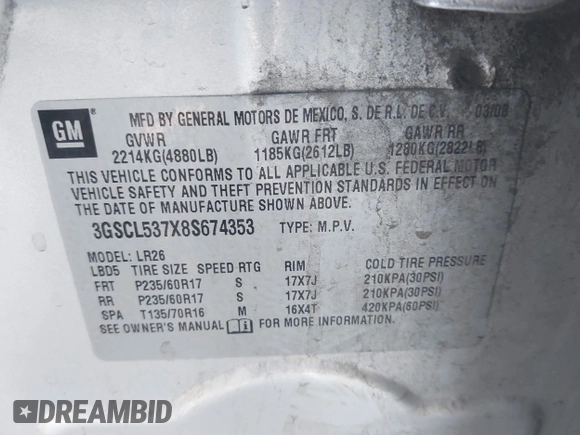 GM
MFD BY GENERAL MOTORS DE MEXICO, S. DE R.L. DE C.V. 03/08
GVWR GAWR FRT GAWR RR
2214KG(4880LB) 1185KG(2612LB) 1280KG(2822LB)
THIS VEHICLE CONFORMS TO ALL APPLICABLE U.S. FEDERAL MOTOR
VEHICLE SAFETY AND THEFT PREVENTION STANDARDS IN EFFECT ON
THE DATE OF MANUFACTURE SHOWN ABOVE.
3GSCL537X8S674353 TYPE: M.P.V.
MODEL: LR26
LBD5 TIRE SIZE SPEED RTG RIM COLD TIRE PRESSURE
FRT P235/60R17 S 17X7J 210KPA(30PSI)
RR P235/60R17 S 17X7J 210KPA(30PSI)
SPA T135/70R16 M 16X4T 420KPA(60PSI)
SEE OWNER'S MANUAL FOR MORE INFORMATION.
DREAMBID